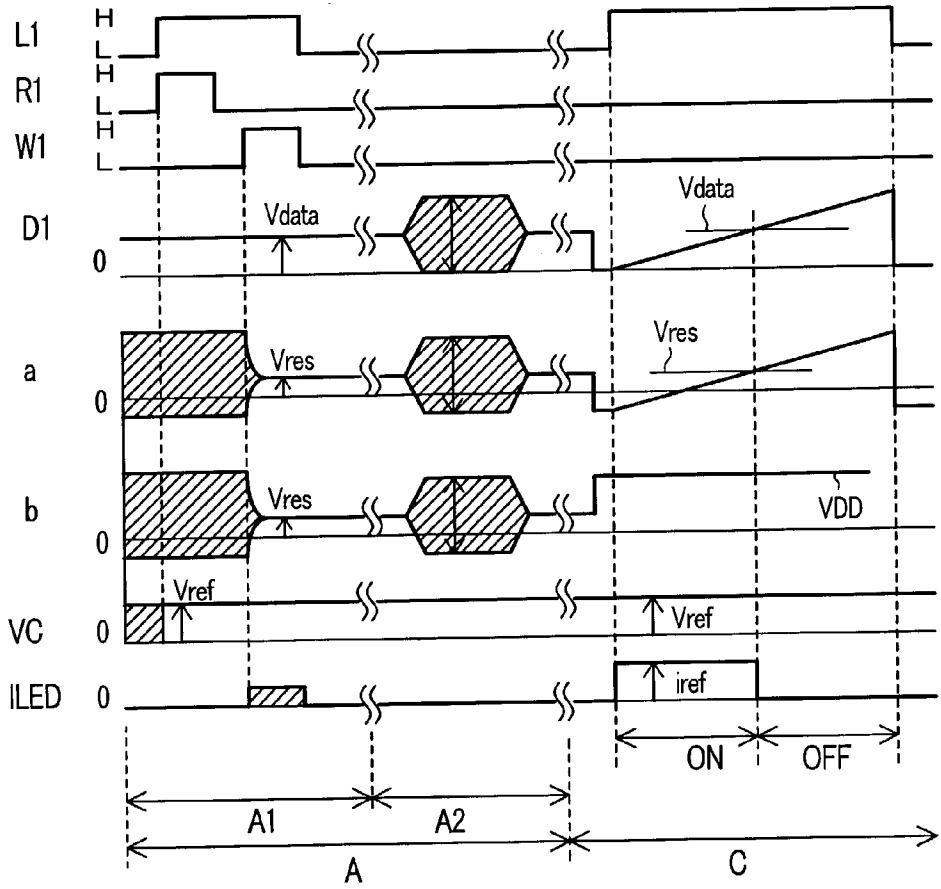 L1 H
L
R1 H
L
W1 H
L
D1 Vdata Vdata
0
Vres Vres
a
0
Vres
b VDD
0
Vref
VC 0 Vref
ILED 0 iref
ON OFF
A1 A2
A C